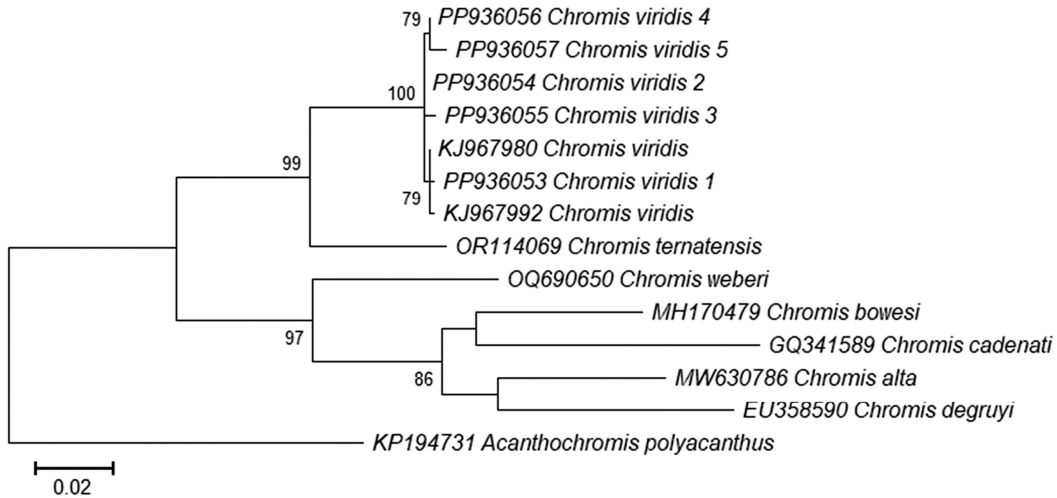 79 PP936056 Chromis viridis 4
PP936057 Chromis viridis 5
PP936054 Chromis viridis 2
100
PP936055 Chromis viridis 3
KJ967980 Chromis viridis
99
PP936053 Chromis viridis 1
79
KJ967992 Chromis viridis
OR114069 Chromis ternatensis
OQ690650 Chromis weberi
MH170479 Chromis bowesi
97
GQ341589 Chromis cadenati
86
MW630786 Chromis alta
EU358590 Chromis degruyi
KP194731 Acanthochromis polyacanthus
0.02